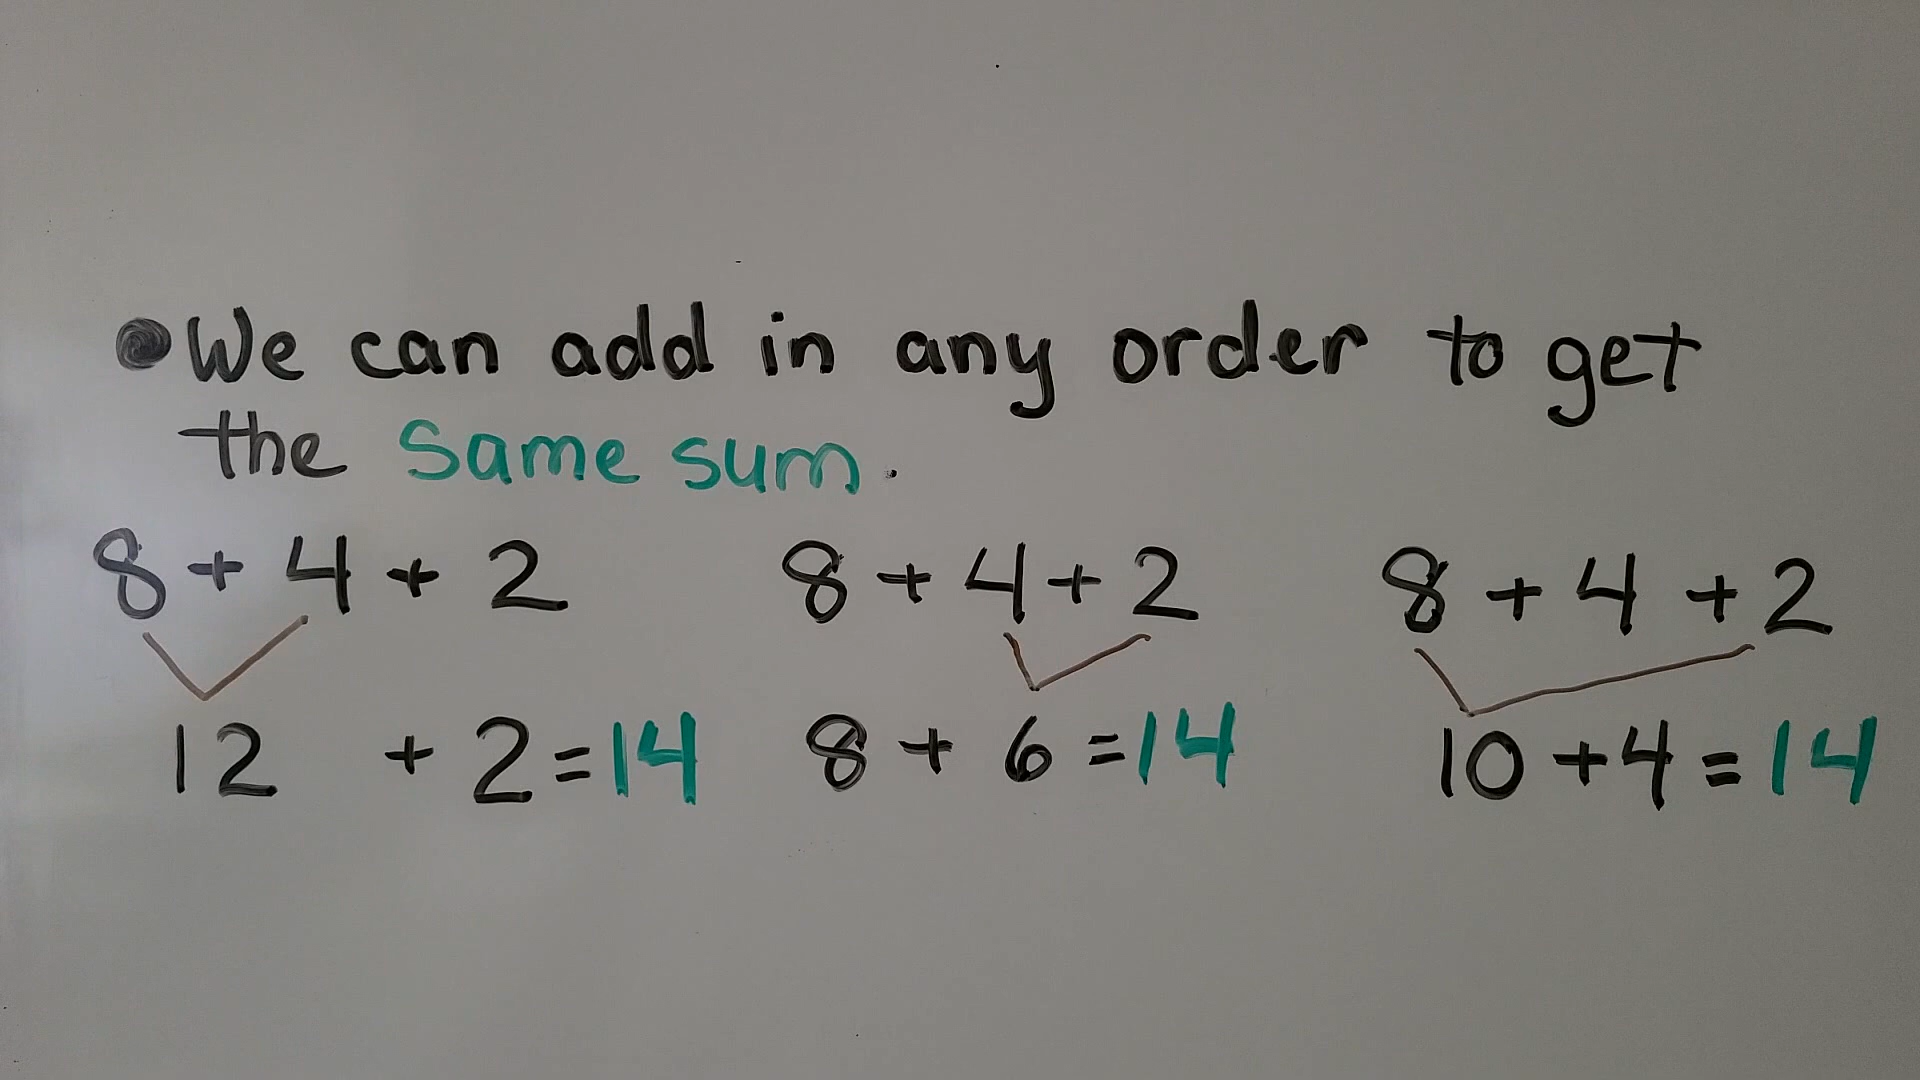 ●We can add in any order to get
the same sum.
8 + 4 + 2 8 + 4 + 2 8 + 4 + 2
12 + 2 = 14 8 + 6 = 14 10 + 4 = 14